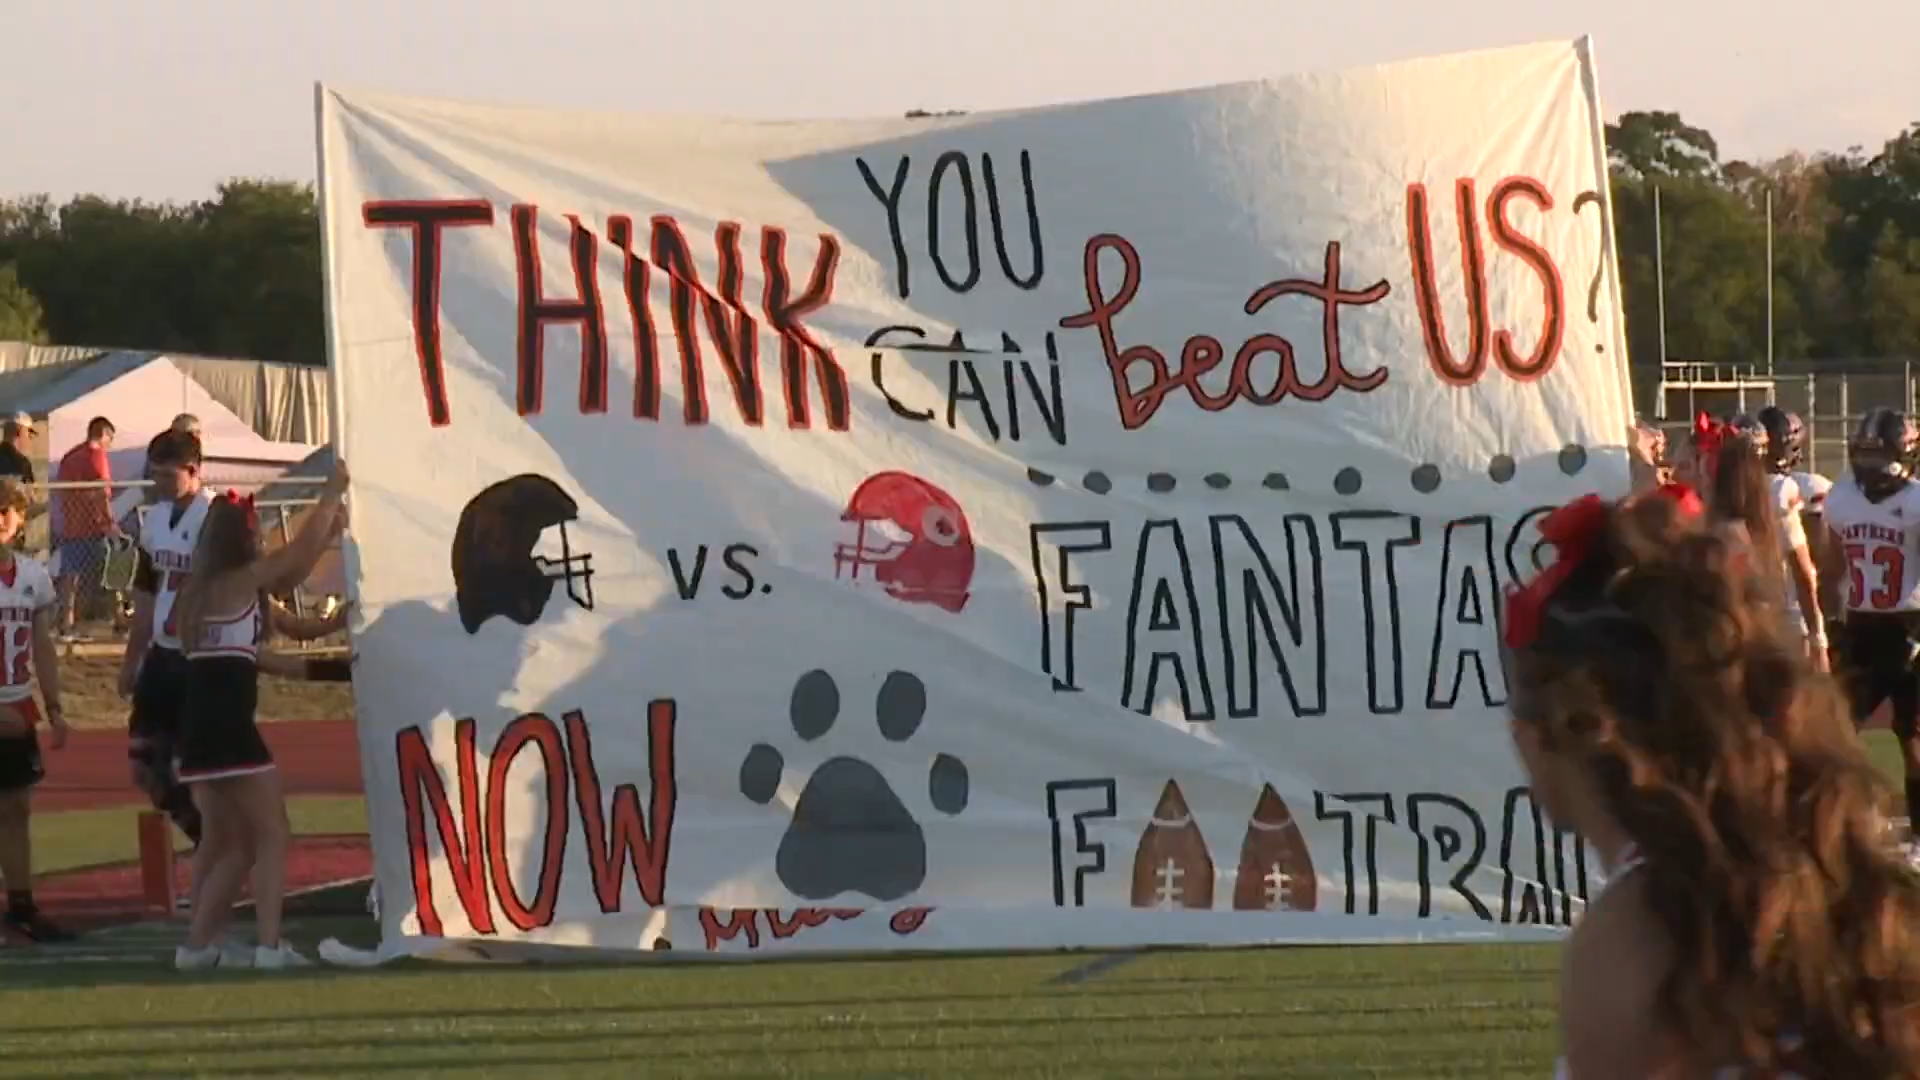 THINK YOU CAN beat US?
VS.
FANTAS
NOW
F TRA
PANTHERS
53
12